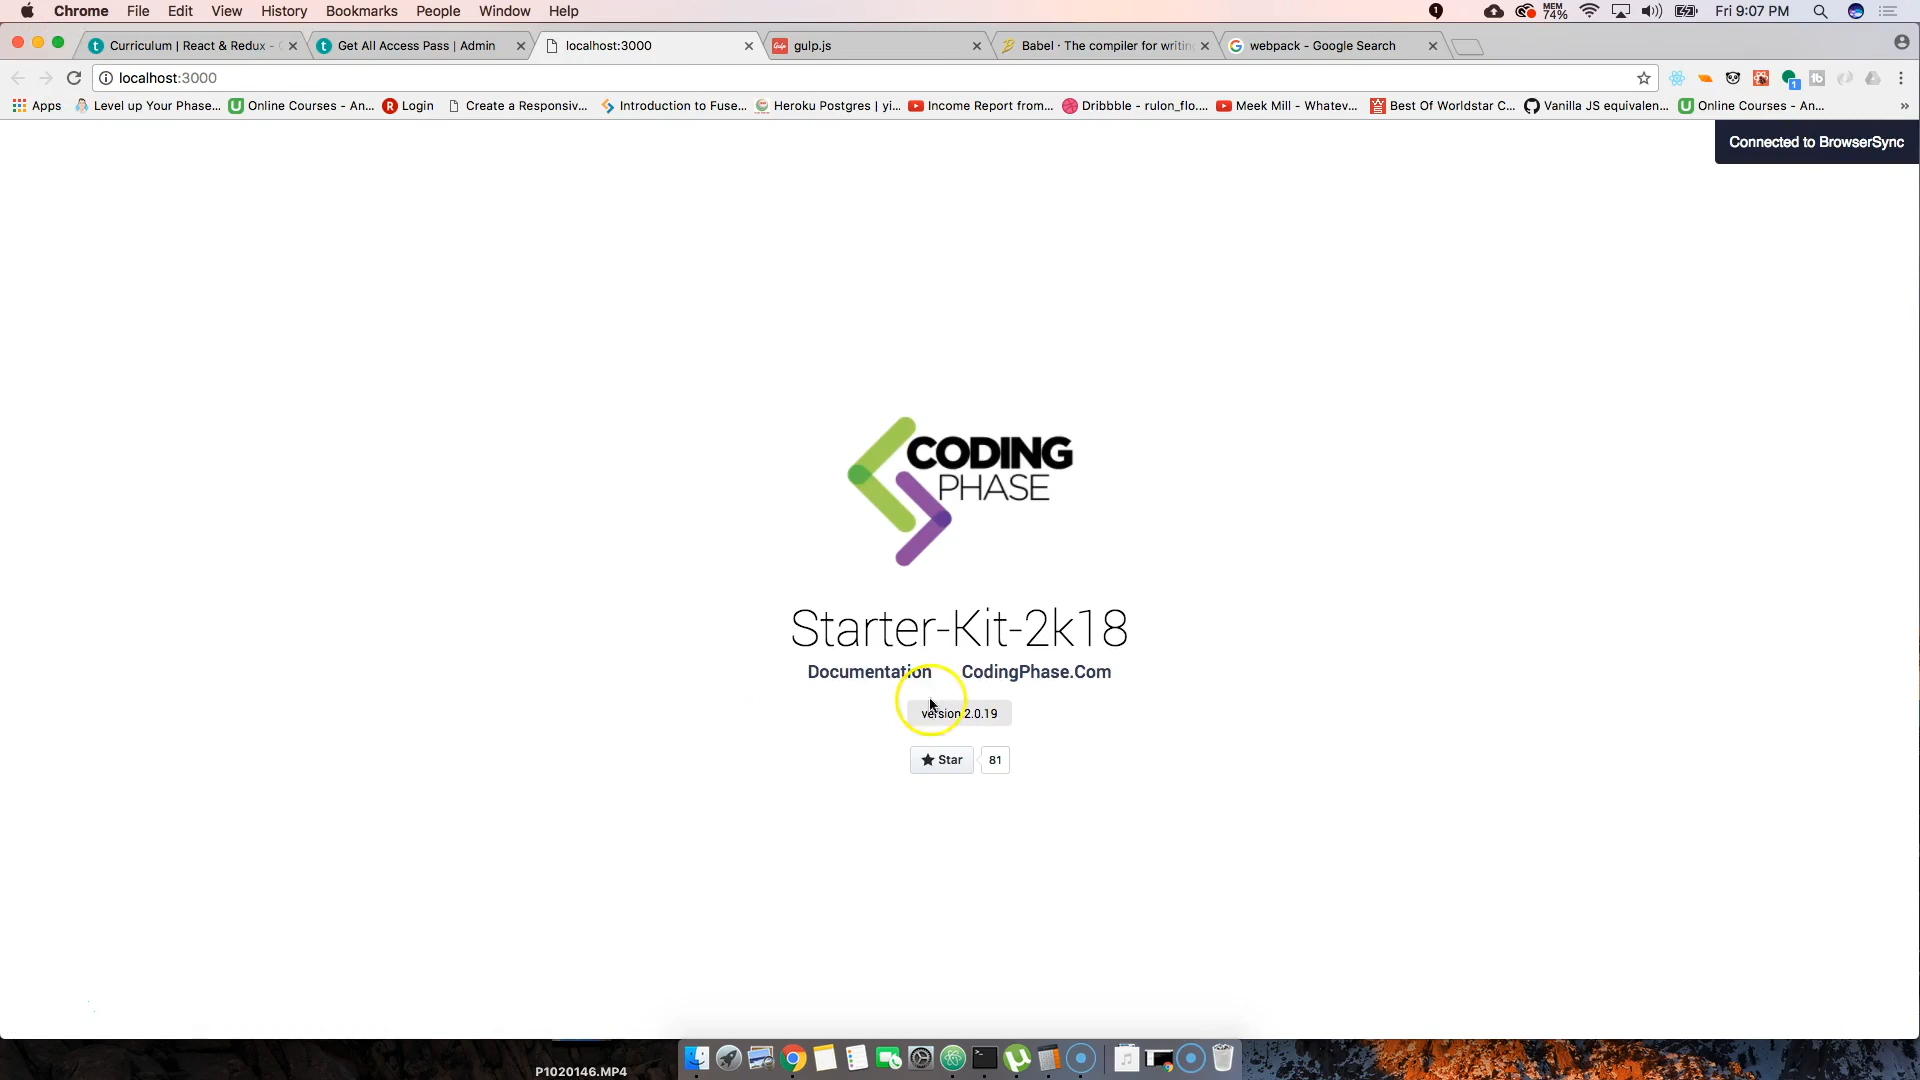 Chrome File Edit View History Bookmarks People Window Help 1 MEM 74% Fri 9:07 PM
Curriculum | React & Redux - Get All Access Pass | Admin localhost:3000 gulp.js Babel · The compiler for writin webpack - Google Search
localhost:3000
Apps Level up Your Phase... Online Courses - An... Login Create a Responsiv... Introduction to Fuse... Heroku Postgres | yi... Income Report from... Dribbble - rulon_flo.... Meek Mill - Whatev... Best Of Worldstar C... Vanilla JS equivalen... Online Courses - An... »
Connected to BrowserSync
CODING
PHASE
Starter-Kit-2k18
Documentation CodingPhase.Com
version 2.0.19
Star 81
P1020146.MP4